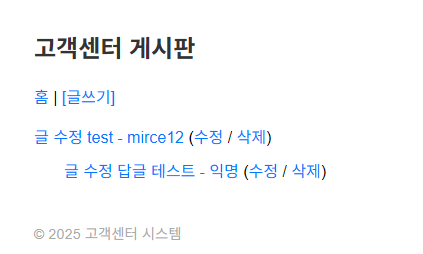 고객센터 게시판
홈 | [글쓰기]
글 수정 test - mirce12 (수정 / 삭제)
글 수정 답글 테스트 - 익명 (수정 / 삭제)
© 2025 고객센터 시스템